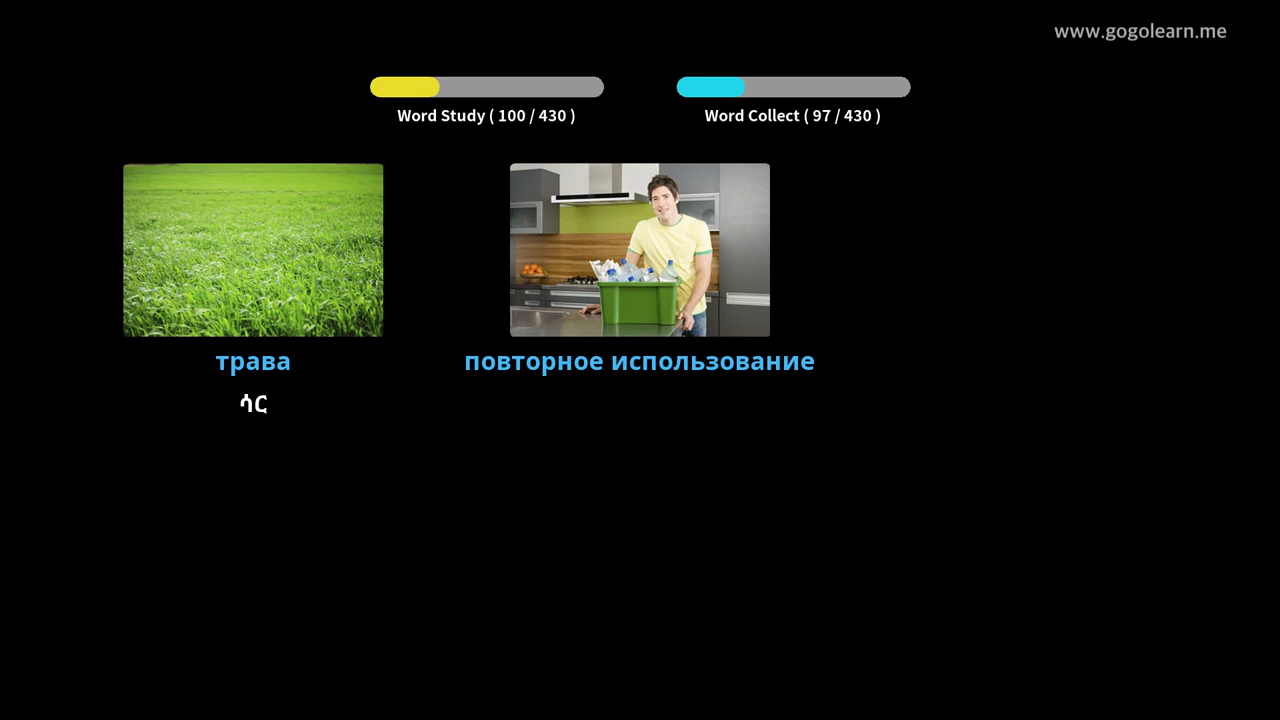 www.gogolearn.me
Word Study ( 100 / 430 )
Word Collect ( 97 / 430 )
трава
повторное использование
ሳር